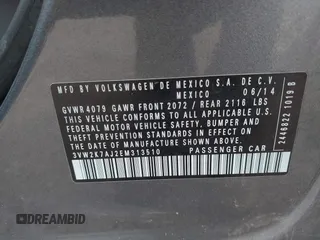 MFD. BY VOLKSWAGEN DE MEXICO S.A. DE C.V.
MEXICO 06/14
GVWR 4079 GAWR FRONT 2072 / REAR 2116 LBS
THIS VEHICLE CONFORMS TO ALL APPLICABLE U.S.
FEDERAL MOTOR VEHICLE SAFETY, BUMPER AND
THEFT PREVENTION STANDARDS IN EFFECT ON
THE DATE OF MANUFACTURE SHOWN ABOVE.
3VW2K7AJ2EM313510 PASSENGER CAR
2446822 1019 B
DREAMBID